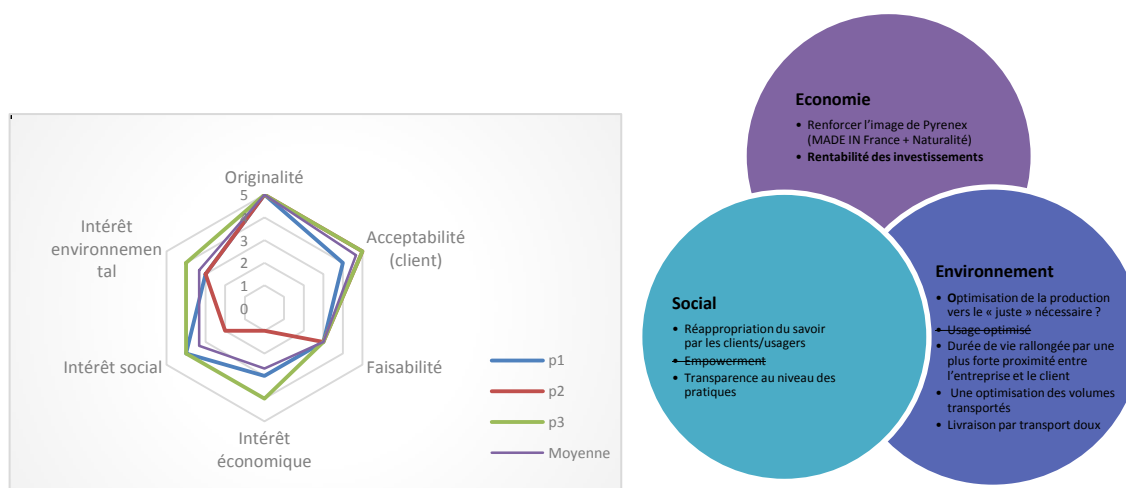 Originalité
5
3
2
1
0
Acceptabilité
(client)
Faisabilité
Intérêt
économique
Intérêt social
Intérêt
environnemen
tal
p1
p2
p3
Moyenne
Economie
• Renforcer l'image de Pyrenex
(MADE IN France + Naturalité)
• Rentabilité des investissements
Social
• Réappropriation du savoir
par les clients/usagers
• Empowerment
• Transparence au niveau des
pratiques
Environnement
• Optimisation de la production
vers le « juste » nécessaire ?
• Usage optimisé
• Durée de vie rallongée par une
plus forte proximité entre
l'entreprise et le client
• Une optimisation des volumes
transportés
• Livraison par transport doux